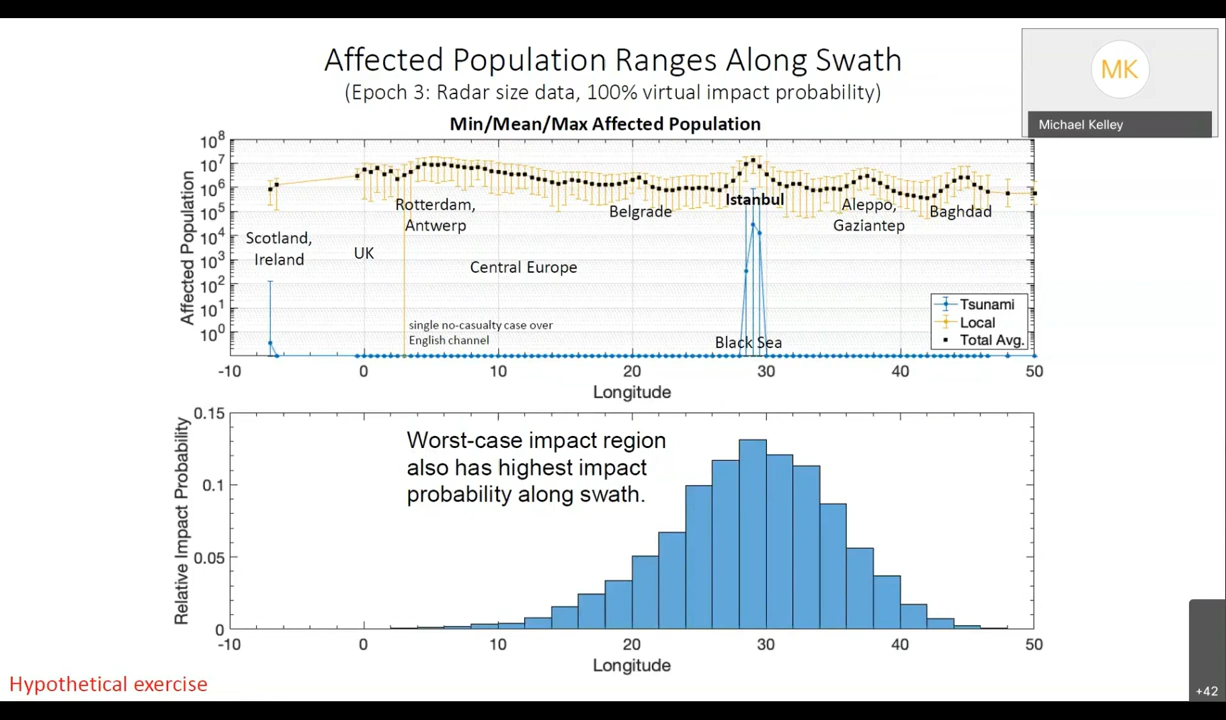 Affected Population Ranges Along Swath
(Epoch 3: Radar size data, 100% virtual impact probability)
MK
Michael Kelley
Min/Mean/Max Affected Population
Affected Population
10^8
10^7
10^6
10^5
10^4
10^3
10^2
10^1
10^0
Scotland,
Ireland
UK
Rotterdam,
Antwerp
Central Europe
single no-casualty case over
English channel
Belgrade
Istanbul
Black Sea
Aleppo,
Gaziantep
Baghdad
Tsunami
Local
Total Avg.
-10 0 10 20 30 40 50
Longitude
Relative Impact Probability
0.15
0.1
0.05
0
Worst-case impact region
also has highest impact
probability along swath.
-10 0 10 20 30 40 50
Longitude
Hypothetical exercise
+42